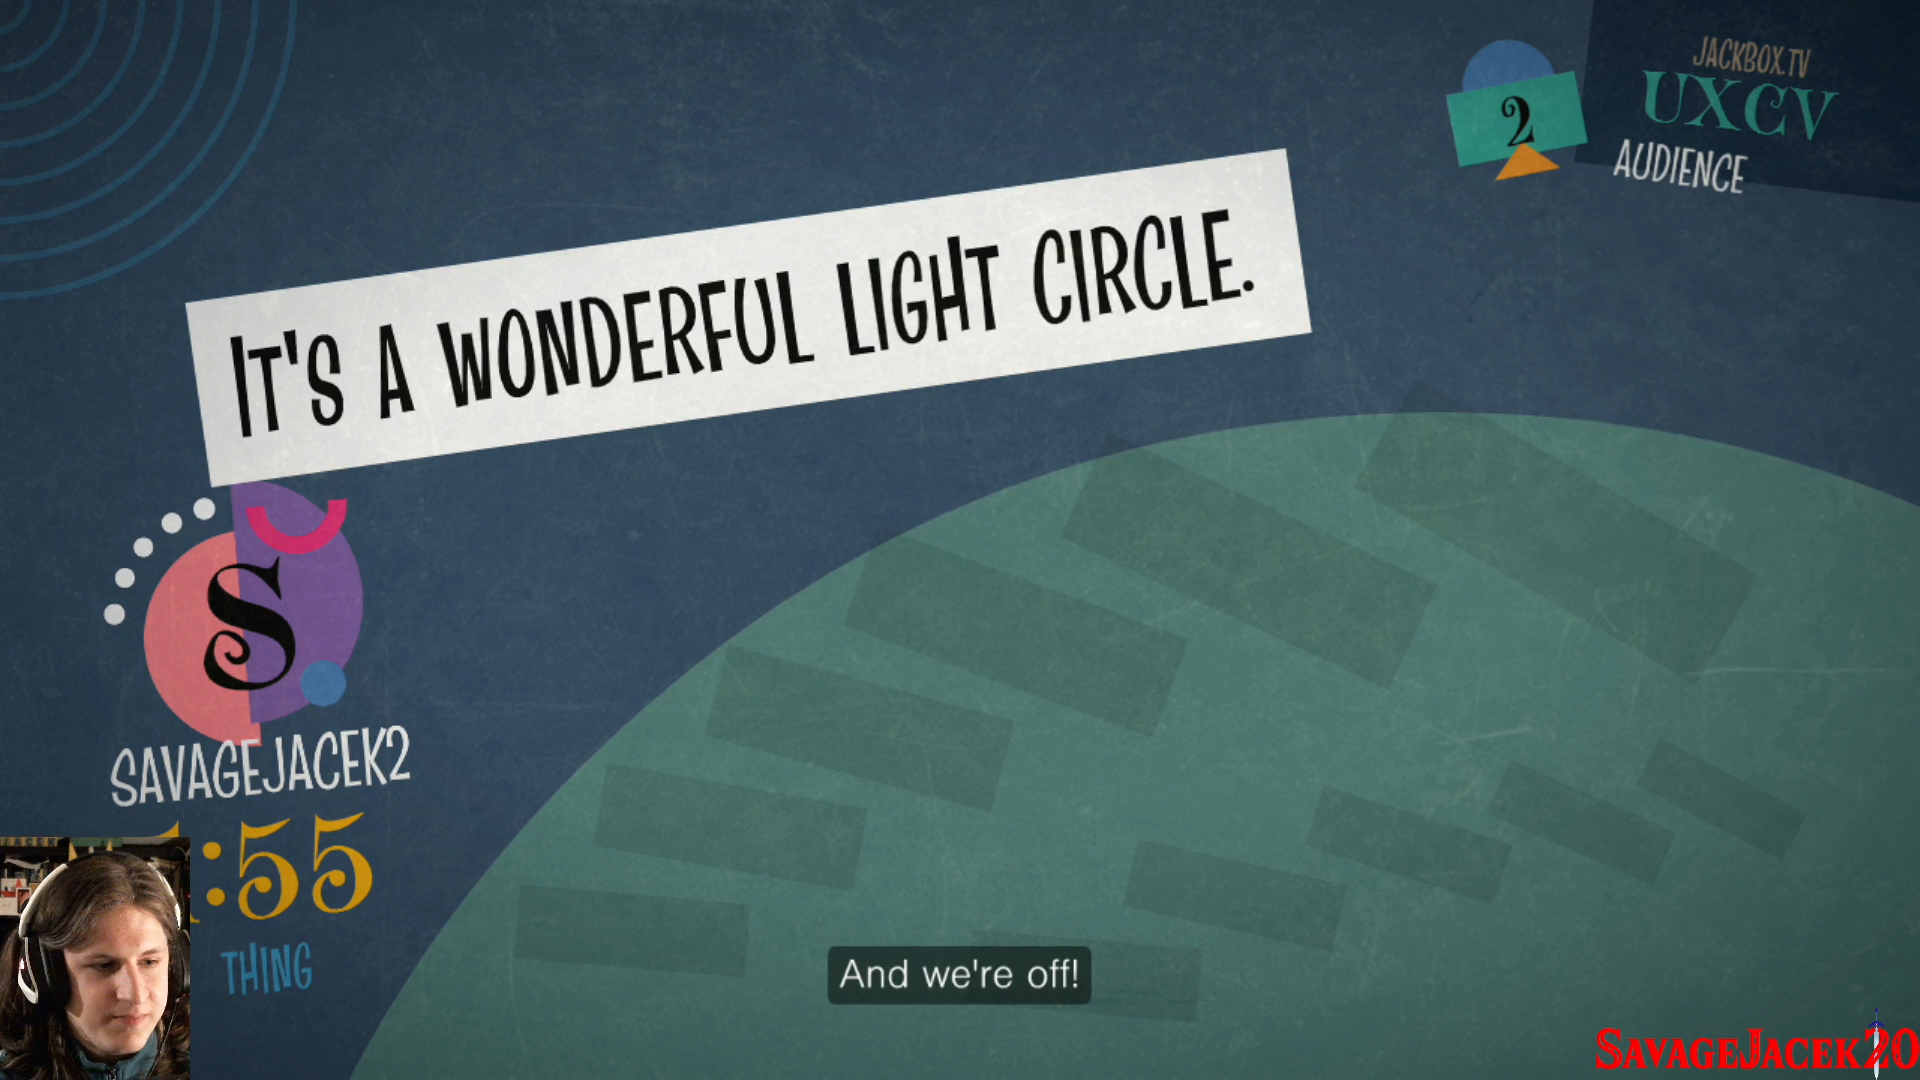 JACKBOX.TV
UXCV
2
AUDIENCE
IT'S A WONDERFUL LIGHT CIRCLE.
S
SAVAGEJACEK2
:55
THING
And we're off!
SAVAGEJACEK20